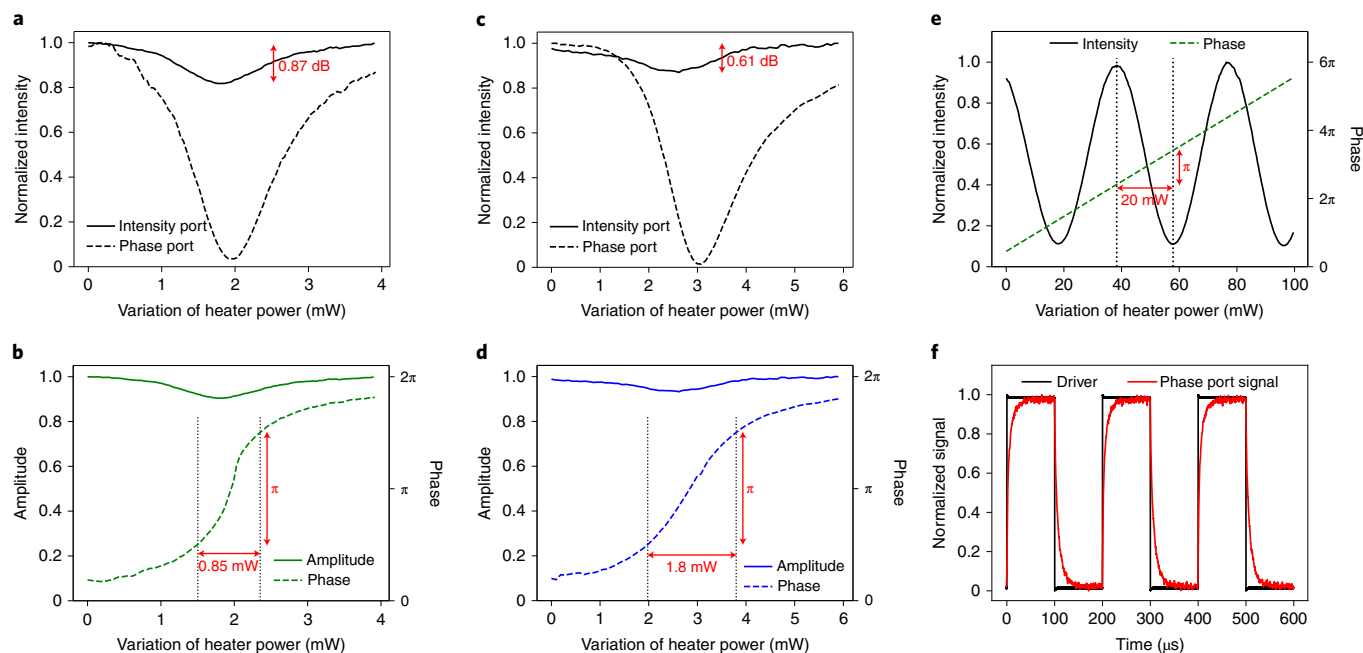 a
1.0
0.8
0.6
0.4
0.2
0
Normalized intensity
0.87 dB
Intensity port
Phase port
0 1 2 3 4
Variation of heater power (mW)
c
1.0
0.8
0.6
0.4
0.2
0
Normalized intensity
0.61 dB
Intensity port
Phase port
0 1 2 3 4 5 6
Variation of heater power (mW)
e
Intensity Phase
1.0
0.8
0.6
0.4
0.2
0
Normalized intensity
6π
4π
2π
0
Phase
π
20 mW
0 20 40 60 80 100
Variation of heater power (mW)
b
1.0
0.8
0.6
0.4
0.2
0
Amplitude
2π
π
0
Phase
π
0.85 mW
Amplitude
Phase
0 1 2 3 4
Variation of heater power (mW)
d
1.0
0.8
0.6
0.4
0.2
0
Amplitude
2π
π
0
Phase
π
1.8 mW
Amplitude
Phase
0 1 2 3 4 5 6
Variation of heater power (mW)
f
Driver Phase port signal
1.0
0.8
0.6
0.4
0.2
0
Normalized signal
0 100 200 300 400 500 600
Time (μs)